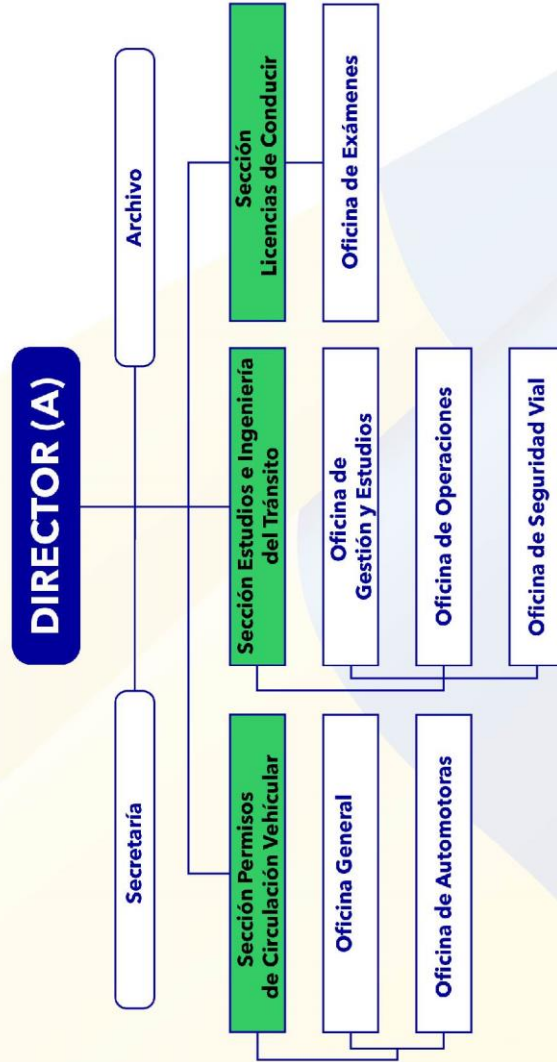 DIRECTOR (A)
Secretaría
Archivo
Sección Permisos
de Circulación Vehícular
Oficina General
Oficina de Automotoras
Sección Estudios e Ingeniería
del Tránsito
Oficina de
Gestión y Estudios
Oficina de Operaciones
Oficina de Seguridad Vial
Sección
Licencias de Conducir
Oficina de Exámenes